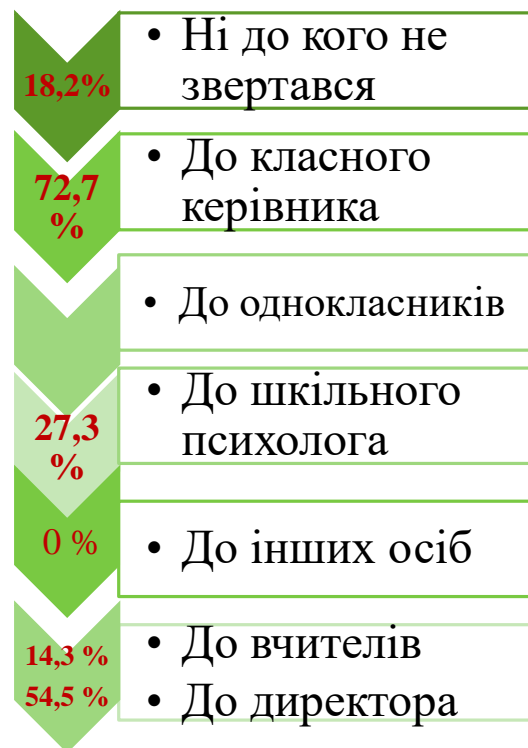 18,2%
• Ні до кого не
звертався
72,7
%
• До класного
керівника
• До однокласників
27,3
%
• До шкільного
психолога
0 %
• До інших осіб
14,3 %
• До вчителів
54,5 %
• До директора